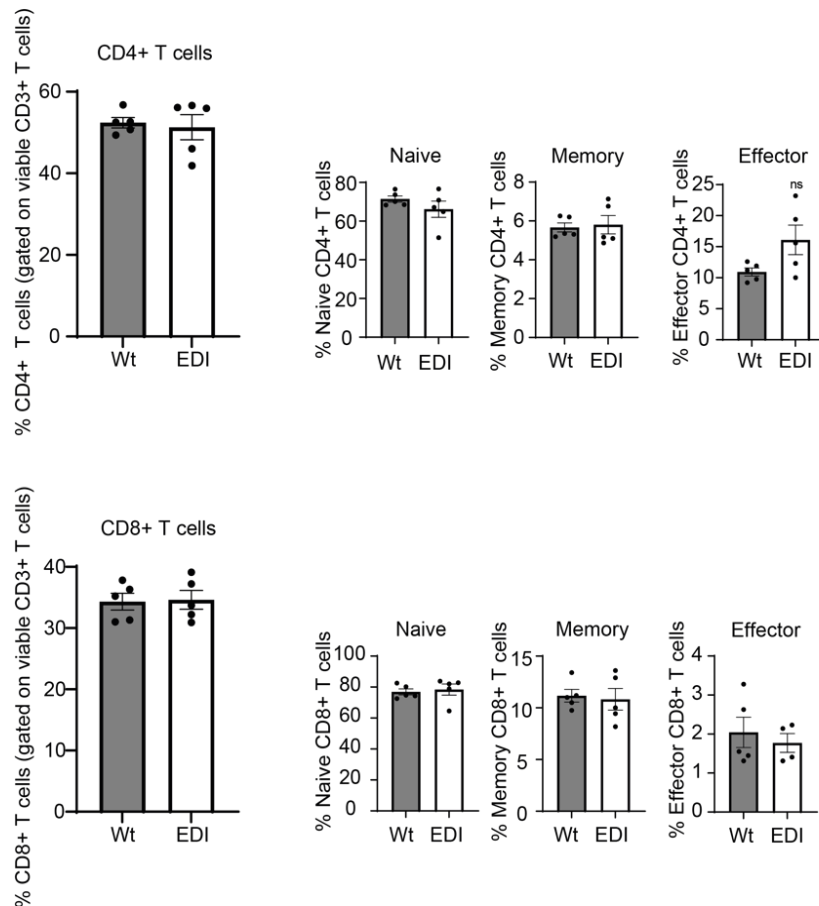 CD4+ T cells
% CD4+ T cells (gated on viable CD3+ T cells)
60
40
20
0
Wt EDI
Naive
% Naive CD4+ T cells
80
60
40
20
0
Wt EDI
Memory
% Memory CD4+ T cells
8
6
4
2
0
Wt EDI
Effector
% Effector CD4+ T cells
25
20
15
10
5
0
ns
Wt EDI
CD8+ T cells
% CD8+ T cells (gated on viable CD3+ T cells)
40
30
20
10
0
Wt EDI
Naive
% Naive CD8+ T cells
100
80
60
40
20
0
Wt EDI
Memory
% Memory CD8+ T cells
15
10
5
0
Wt EDI
Effector
% Effector CD8+ T cells
4
3
2
1
0
Wt EDI